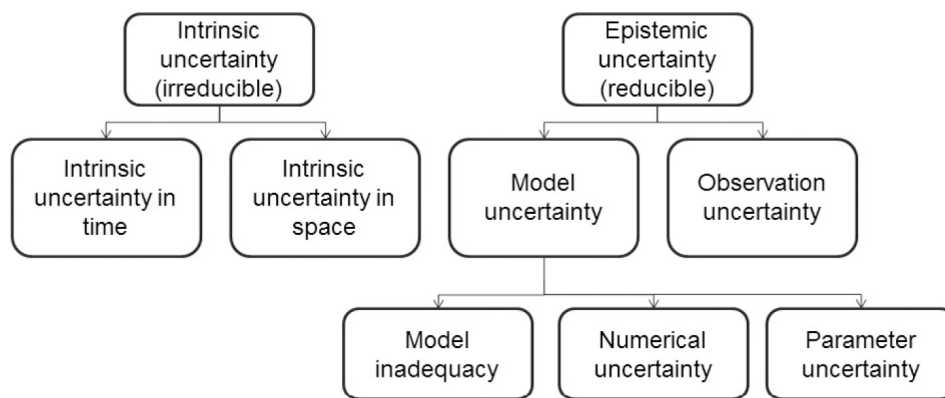 Intrinsic
uncertainty
(irreducible)
Epistemic
uncertainty
(reducible)
Intrinsic
uncertainty in
time
Intrinsic
uncertainty in
space
Model
uncertainty
Observation
uncertainty
Model
inadequacy
Numerical
uncertainty
Parameter
uncertainty